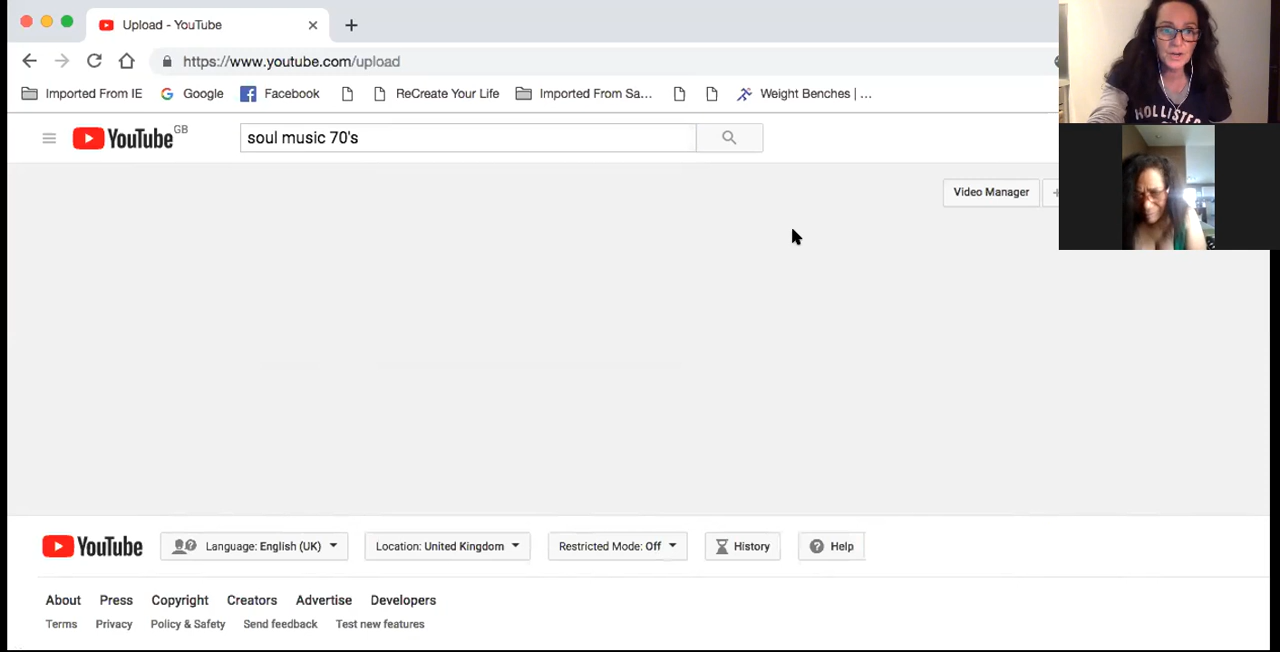 Upload - YouTube
https://www.youtube.com/upload
Imported From IE Google Facebook ReCreate Your Life Imported From Sa... Weight Benches | ...
YouTube GB soul music 70's
Video Manager
HOLLISTER
YouTube Language: English (UK) Location: United Kingdom Restricted Mode: Off History Help
About Press Copyright Creators Advertise Developers
Terms Privacy Policy & Safety Send feedback Test new features